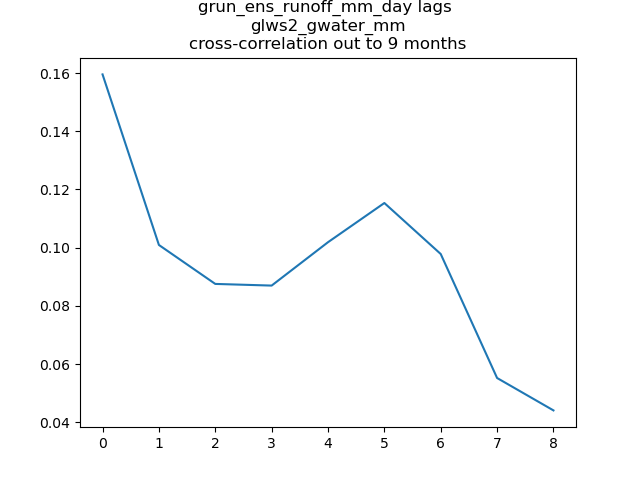 grun_ens_runoff_mm_day lags
glws2_gwater_mm
cross-correlation out to 9 months
0.16
0.14
0.12
0.10
0.08
0.06
0.04
0 1 2 3 4 5 6 7 8